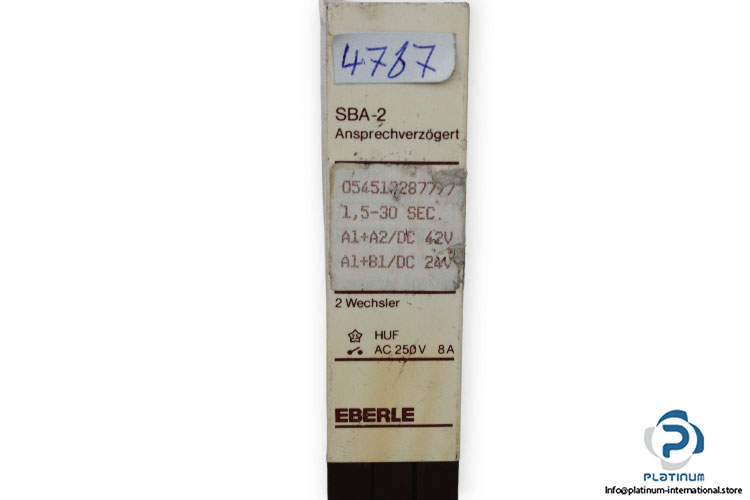 4767
SBA-2
Ansprechverzögert
1,5-30 SEC.
A1+A2/DC 42V
A1+B1/DC 24V
2 Wechsler
HUF
AC 250V 8A
EBERLE
PLATINUM
Info@platinum-international.store